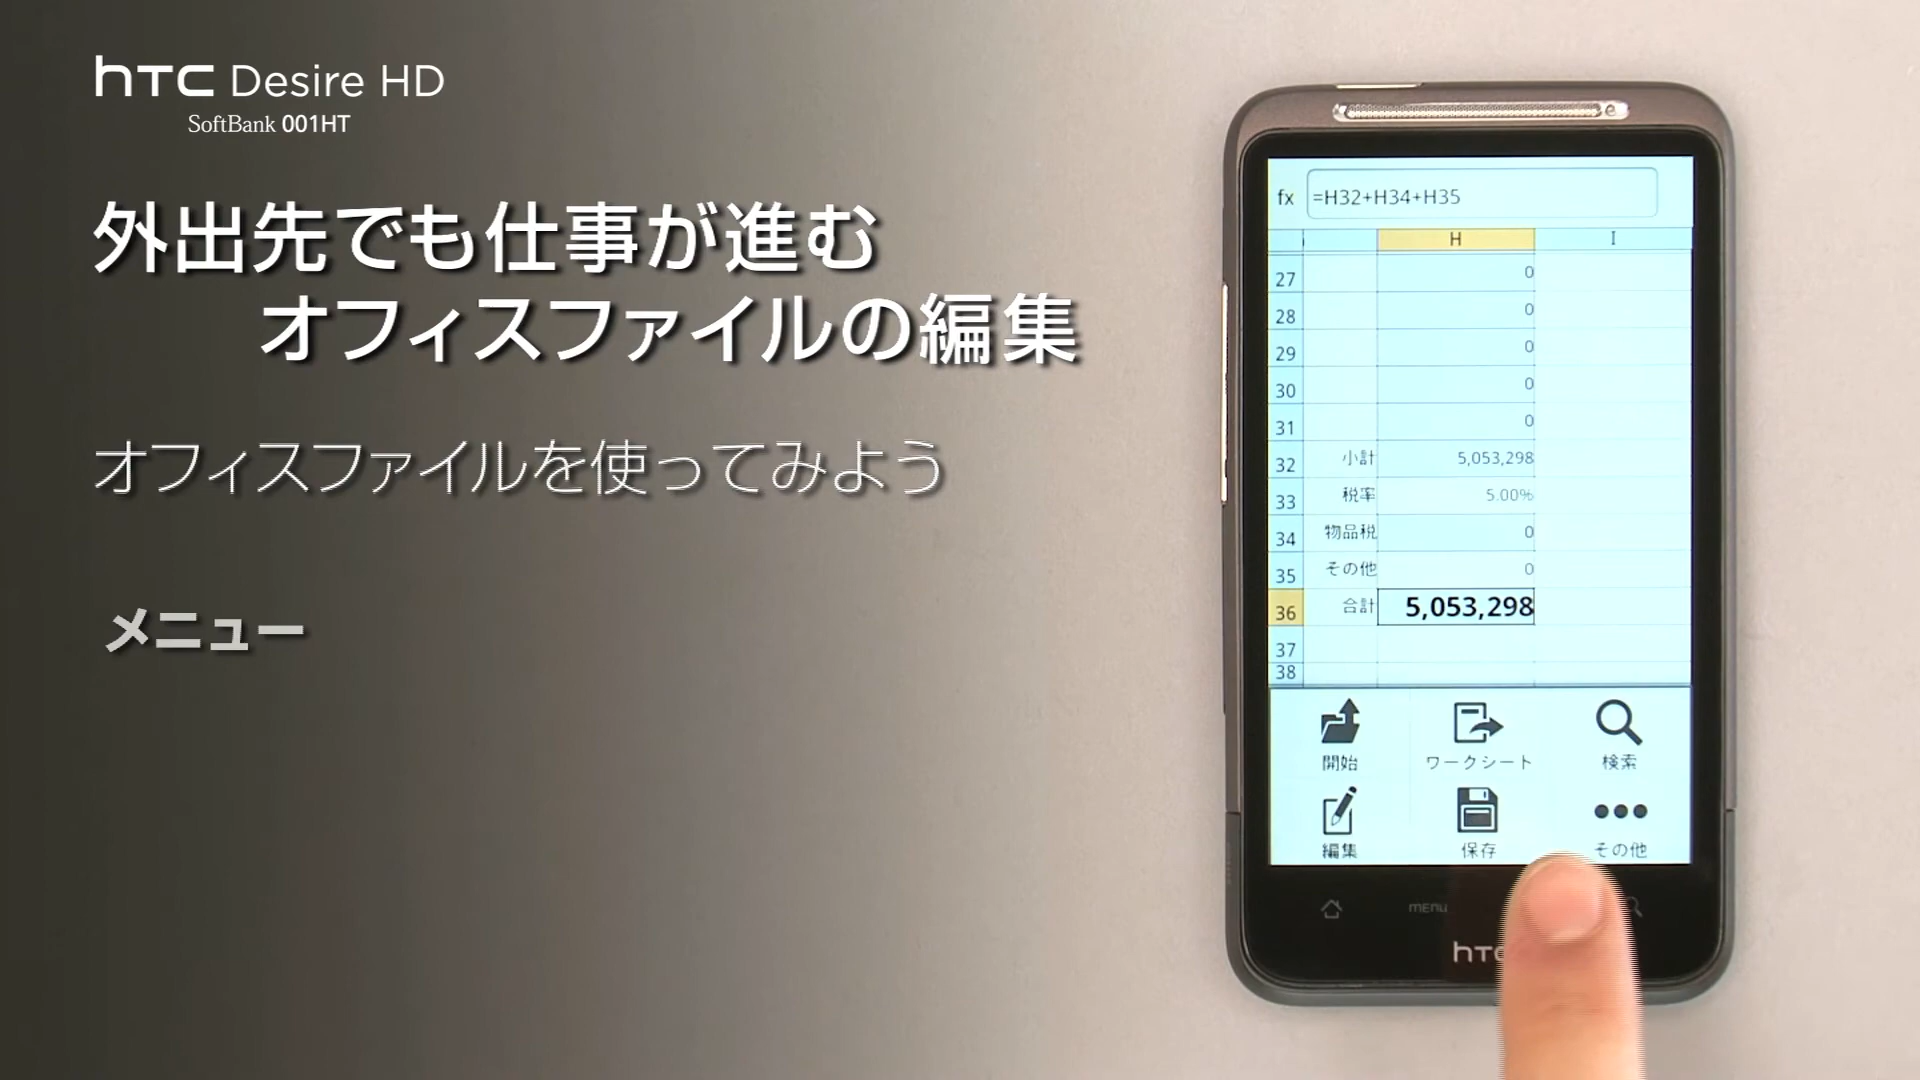 hTC Desire HD
SoftBank 001HT
外出先でも仕事が進む
オフィスファイルの編集
オフィスファイルを使ってみよう
メニュー
fx =H32+H34+H35
H I
27 0
28 0
29 0
30 0
31 0
32 小計 5,053,298
33 税率 5.00%
34 物品税 0
35 その他 0
36 合計 5,053,298
37
38
開始 ワークシート 検索
編集 保存 その他
menu
hTC